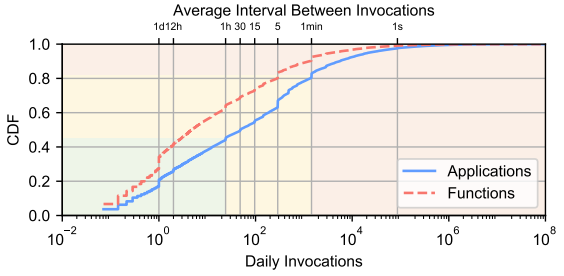 Average Interval Between Invocations
1d 12h 1h 30 15 5 1min 1s
1.0
0.8
0.6
0.4
0.2
0.0
CDF
Applications
Functions
10^−2 10^0 10^2 10^4 10^6 10^8
Daily Invocations